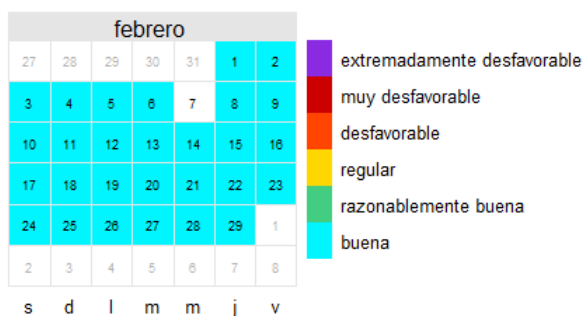 febrero
27 28 29 30 31 1 2
3 4 5 6 7 8 9
10 11 12 13 14 15 16
17 18 19 20 21 22 23
24 25 26 27 28 29 1
2 3 4 5 6 7 8
s d l m m j v
extremadamente desfavorable
muy desfavorable
desfavorable
regular
razonablemente buena
buena